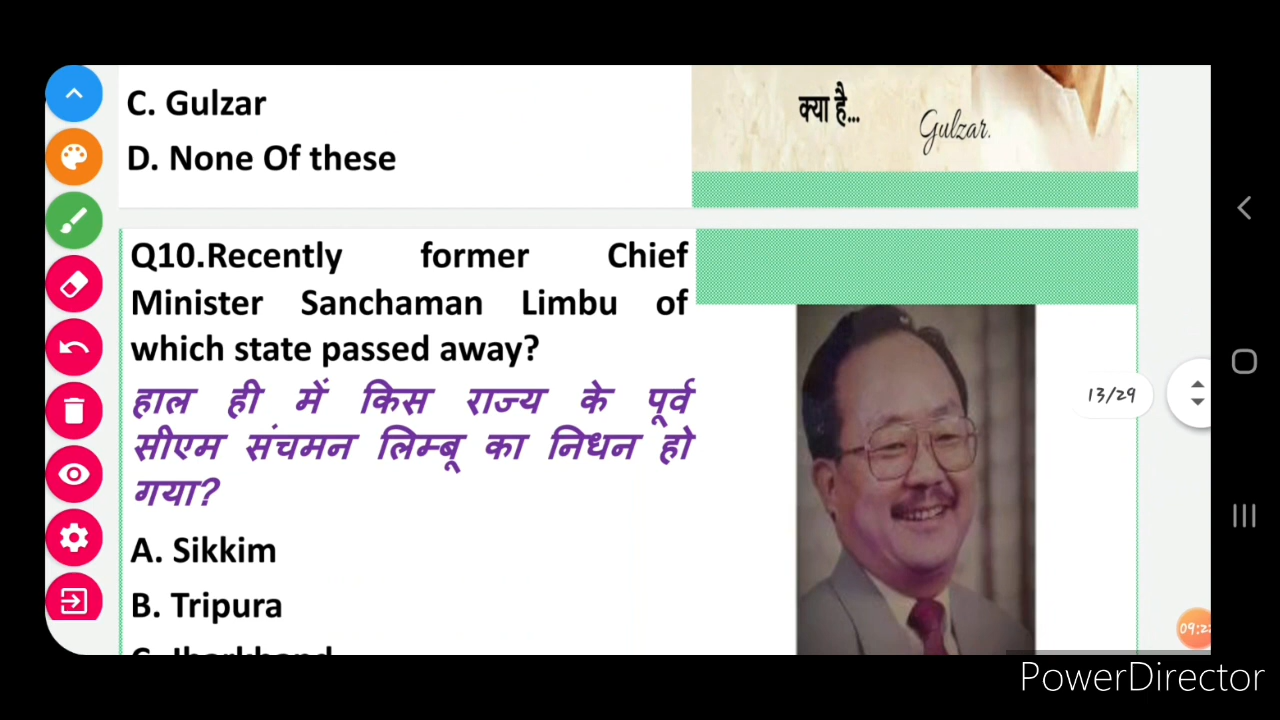 C. Gulzar
क्या है...
Gulzar.
D. None Of these
Q10.Recently former Chief
Minister Sanchaman Limbu of
which state passed away?
हाल ही में किस राज्य के पूर्व
सीएम संचमन लिम्बू का निधन हो
गया?
13/29
A. Sikkim
B. Tripura
C. Jharkhand
PowerDirector